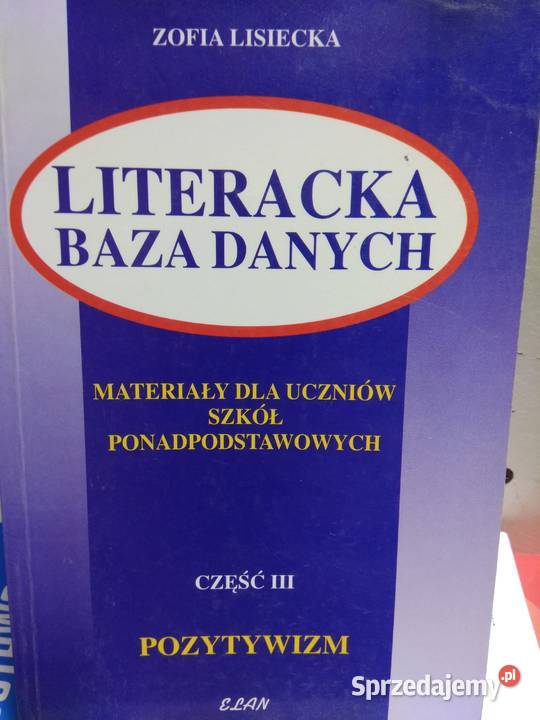 ZOFIA LISIECKA
LITERACKA
BAZA DANYCH
MATERIAŁY DLA UCZNIÓW
SZKÓŁ
PONADPODSTAWOWYCH
CZĘŚĆ III
POZYTYWIZM
ELAN
Sprzedajemy.pl